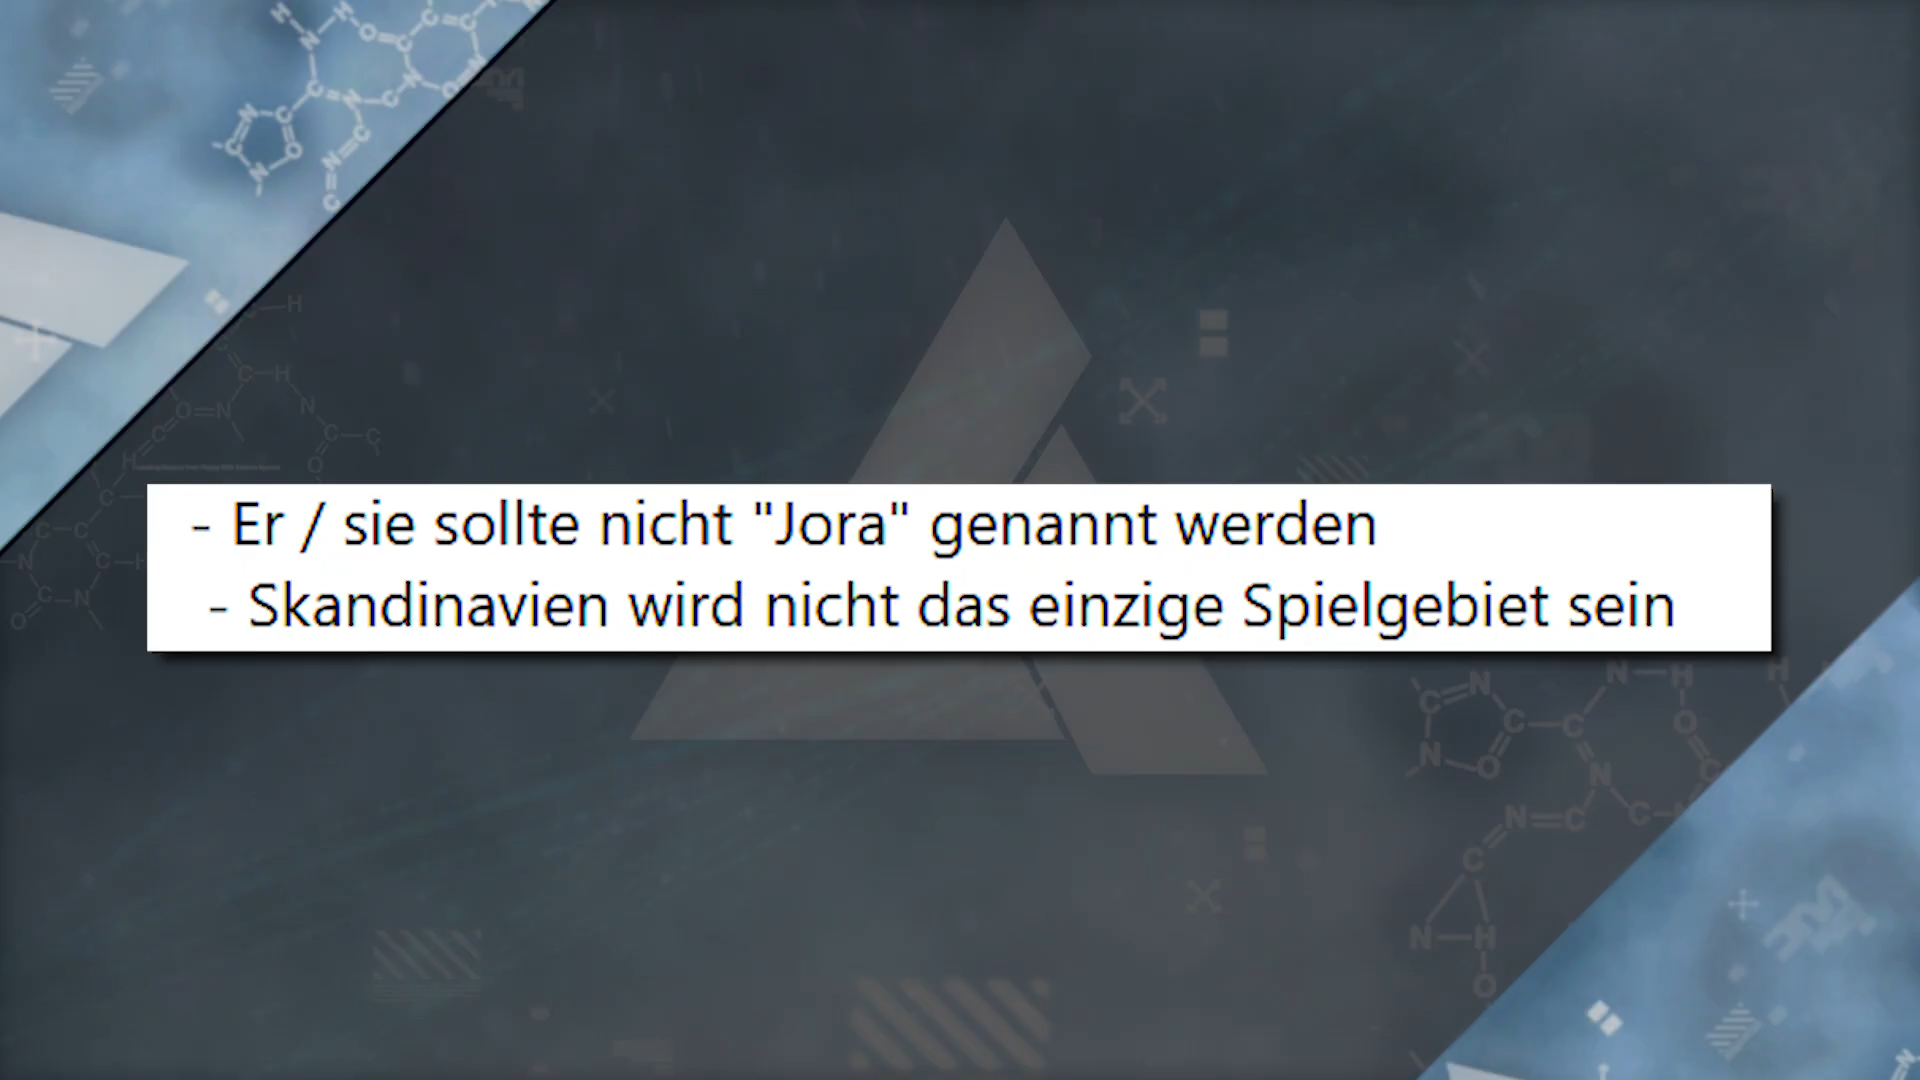 - Er / sie sollte nicht "Jora" genannt werden
- Skandinavien wird nicht das einzige Spielgebiet sein